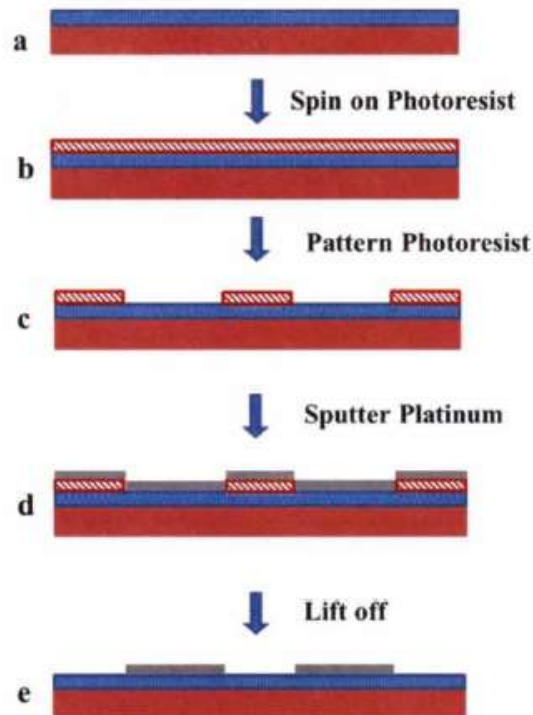 a
Spin on Photoresist
b
Pattern Photoresist
c
Sputter Platinum
d
Lift off
e